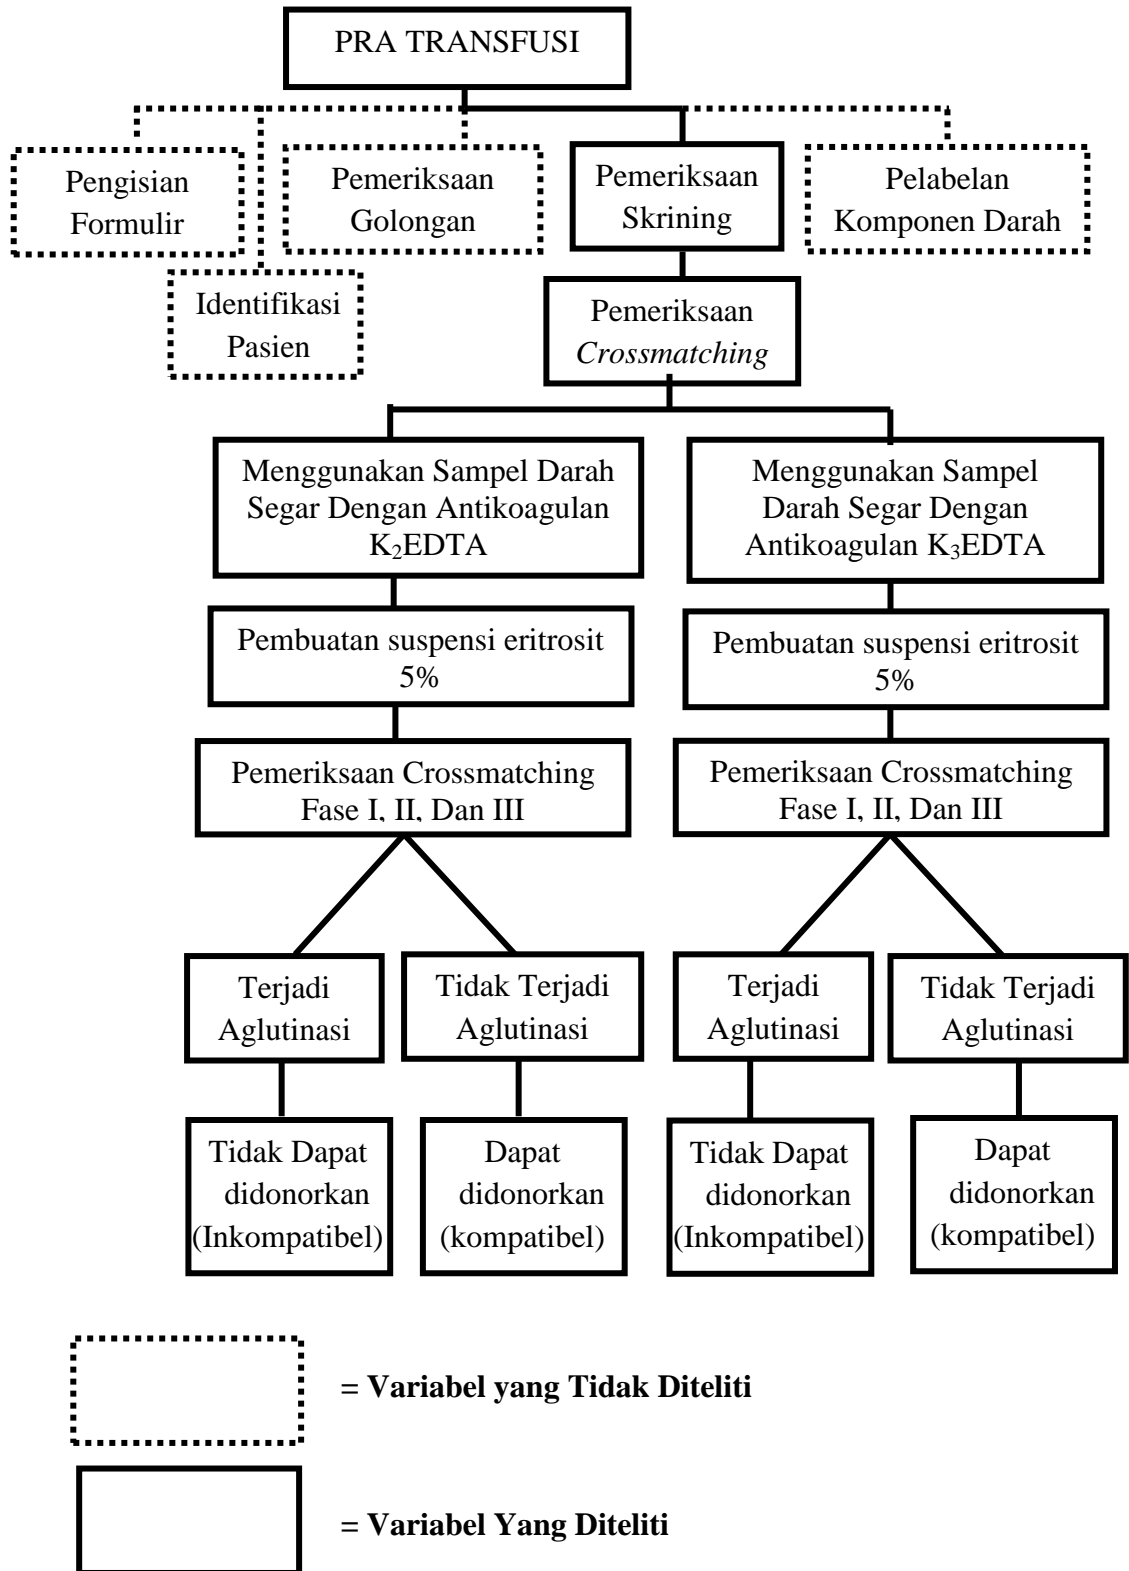 PRA TRANSFUSI
Pengisian
Formulir
Pemeriksaan
Golongan
Pemeriksaan
Skrining
Pelabelan
Komponen Darah
Identifikasi
Pasien
Pemeriksaan
Crossmatching
Menggunakan Sampel Darah
Segar Dengan Antikoagulan
K₂EDTA
Menggunakan Sampel
Darah Segar Dengan
Antikoagulan K₃EDTA
Pembuatan suspensi eritrosit
5%
Pembuatan suspensi eritrosit
5%
Pemeriksaan Crossmatching
Fase I, II, Dan III
Pemeriksaan Crossmatching
Fase I, II, Dan III
Terjadi
Aglutinasi
Tidak Terjadi
Aglutinasi
Terjadi
Aglutinasi
Tidak Terjadi
Aglutinasi
Tidak Dapat
didonorkan
(Inkompatibel)
Dapat
didonorkan
(kompatibel)
Tidak Dapat
didonorkan
(Inkompatibel)
Dapat
didonorkan
(kompatibel)
= Variabel yang Tidak Diteliti
= Variabel Yang Diteliti